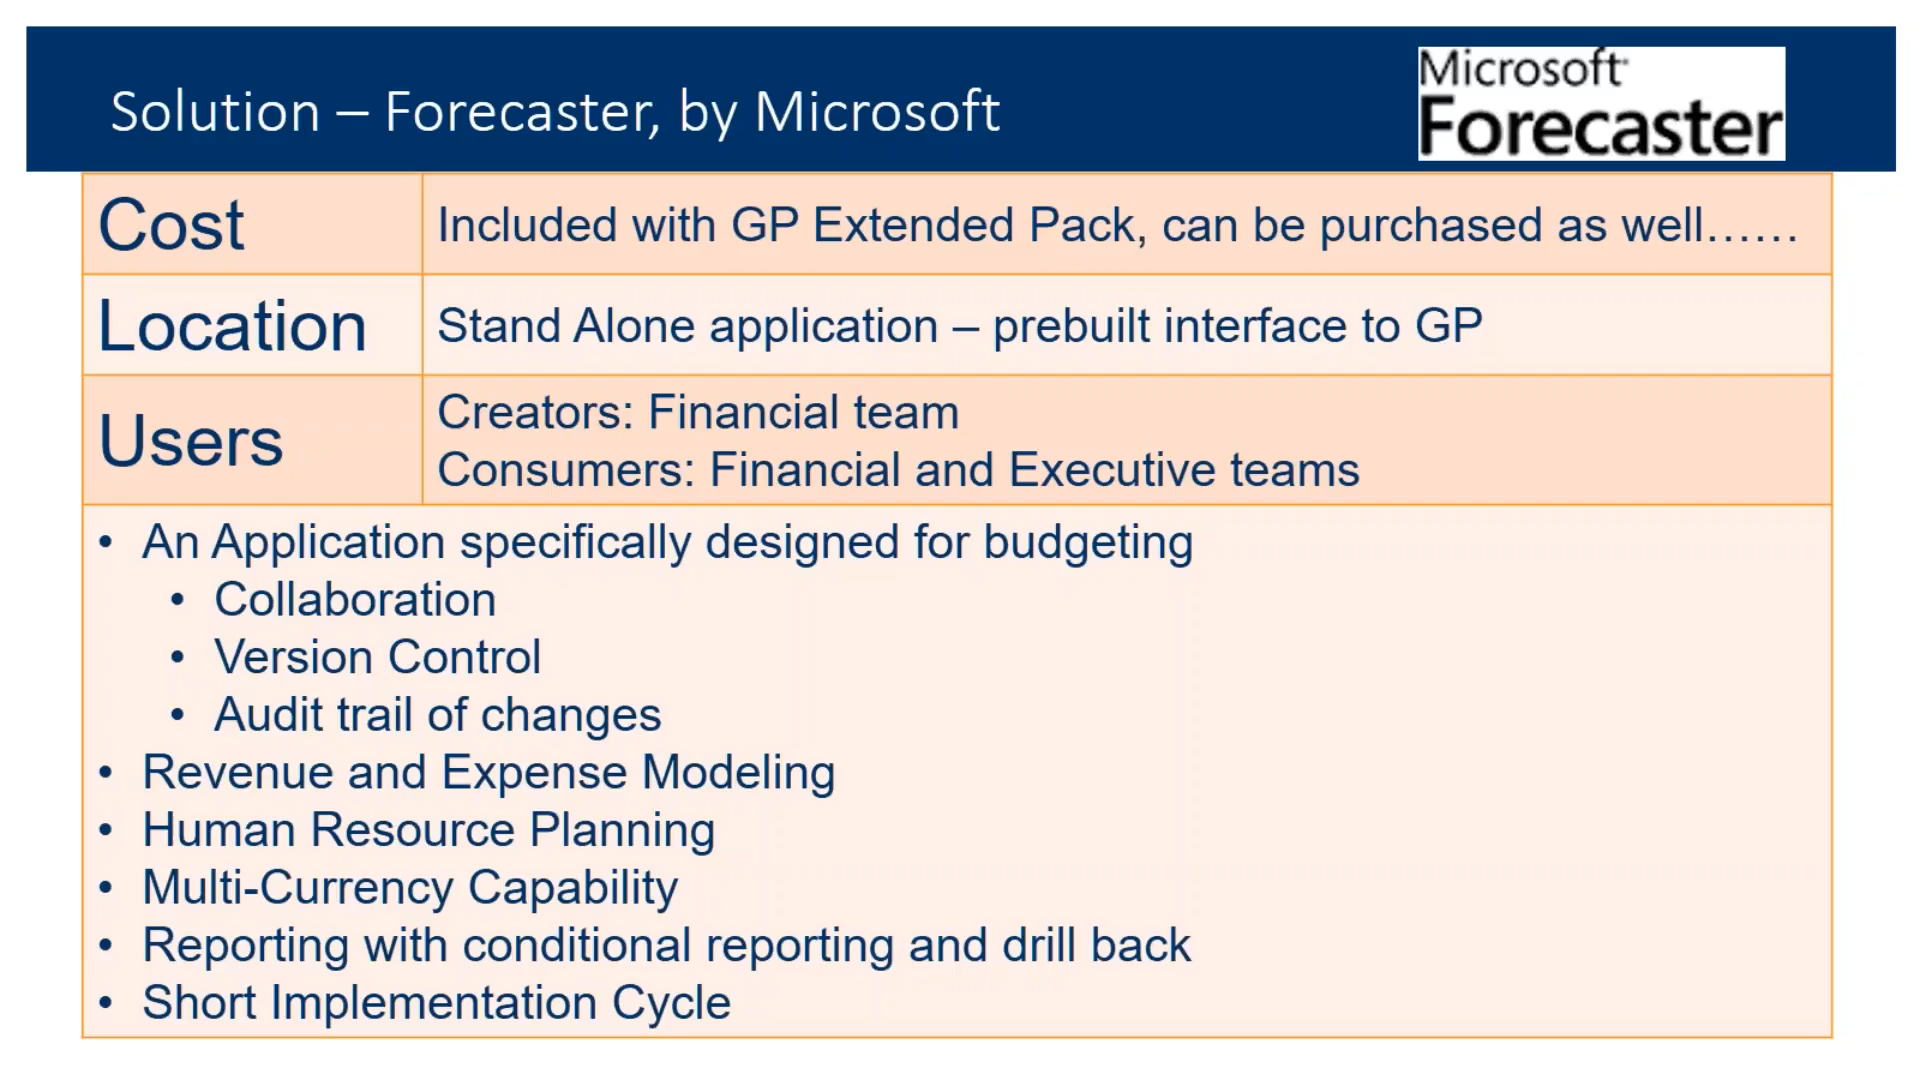 Solution – Forecaster, by Microsoft
Microsoft
Forecaster
Cost
Included with GP Extended Pack, can be purchased as well……
Location
Stand Alone application – prebuilt interface to GP
Users
Creators: Financial team
Consumers: Financial and Executive teams
• An Application specifically designed for budgeting
• Collaboration
• Version Control
• Audit trail of changes
• Revenue and Expense Modeling
• Human Resource Planning
• Multi-Currency Capability
• Reporting with conditional reporting and drill back
• Short Implementation Cycle